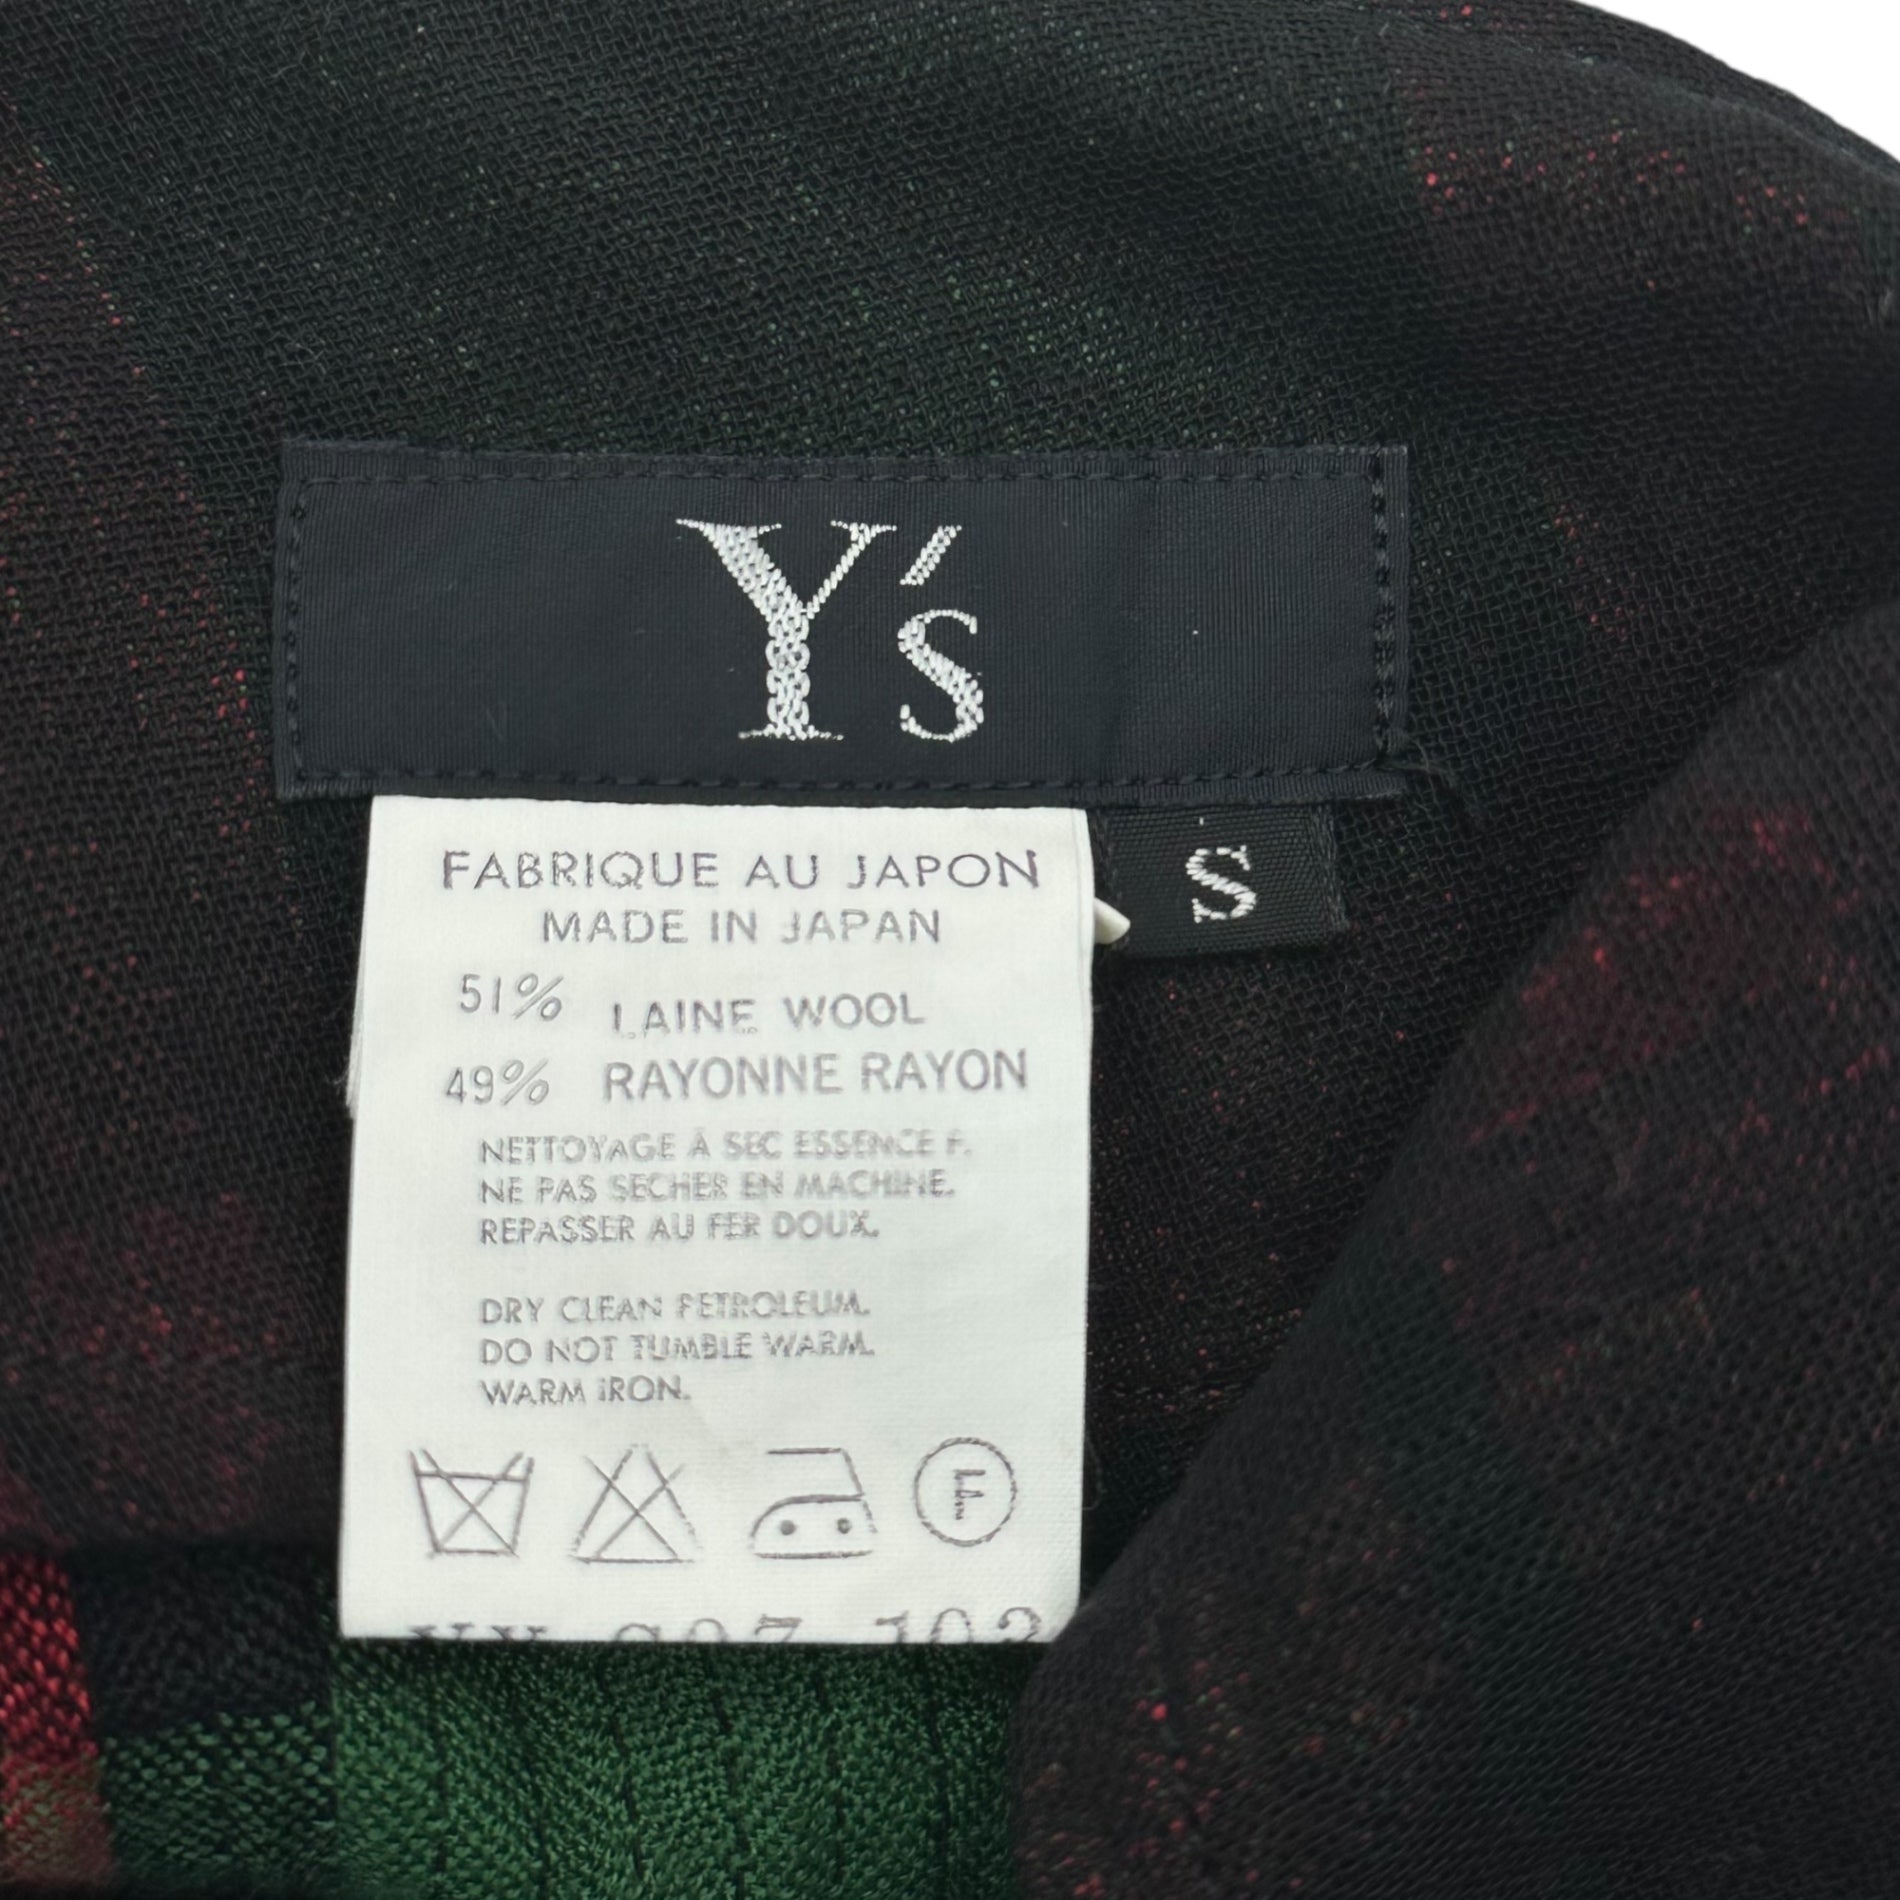 Y's
S
FABRIQUE AU JAPON
MADE IN JAPAN
51% LAINE WOOL
49% RAYONNE RAYON
NETTOYAGE À SEC ESSENCE F.
NE PAS SECHER EN MACHINE.
REPASSER AU FER DOUX.
DRY CLEAN PETROLEUM.
DO NOT TUMBLE WARM.
WARM IRON.
F